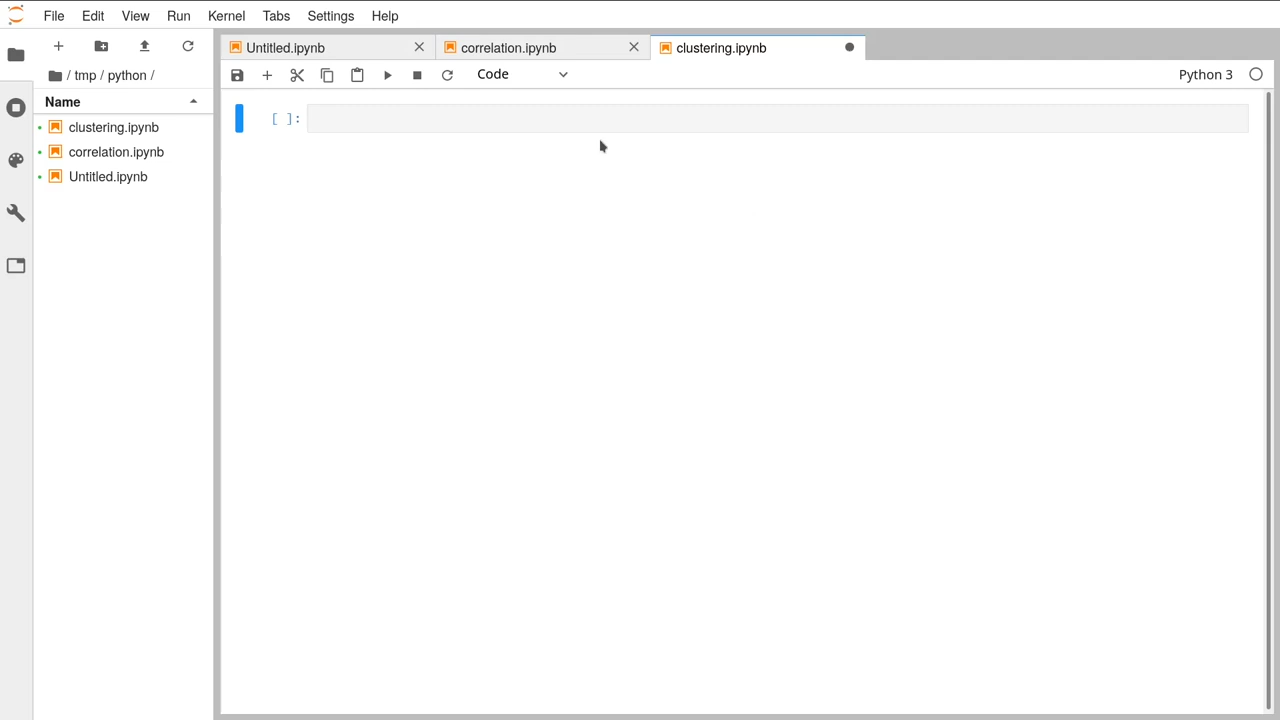 File Edit View Run Kernel Tabs Settings Help
Untitled.ipynb correlation.ipynb clustering.ipynb
Code Python 3
/ tmp / python /
Name
clustering.ipynb
correlation.ipynb
Untitled.ipynb
[ ]: